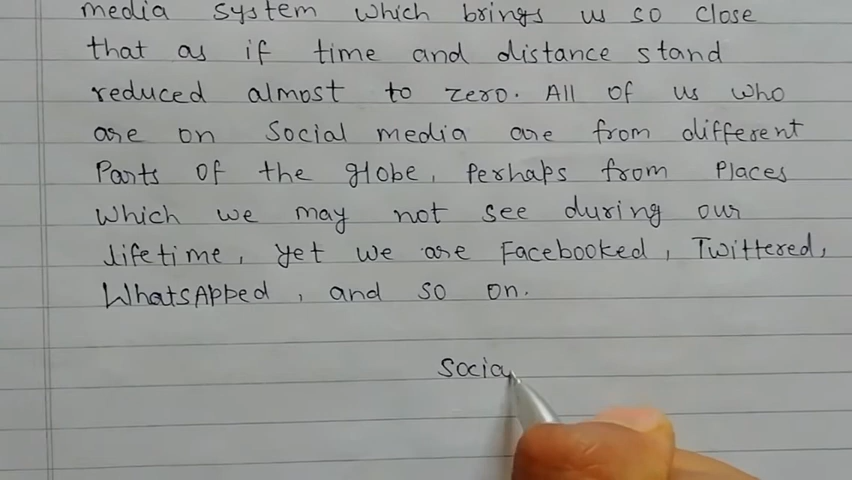 media system which brings us so close
that as if time and distance stand
reduced almost to zero. All of us who
are on Social media are from different
Parts of the globe, perhaps from places
which we may not see during our
lifetime, yet we are Facebooked, Twittered,
WhatsApped, and so on.
Socia